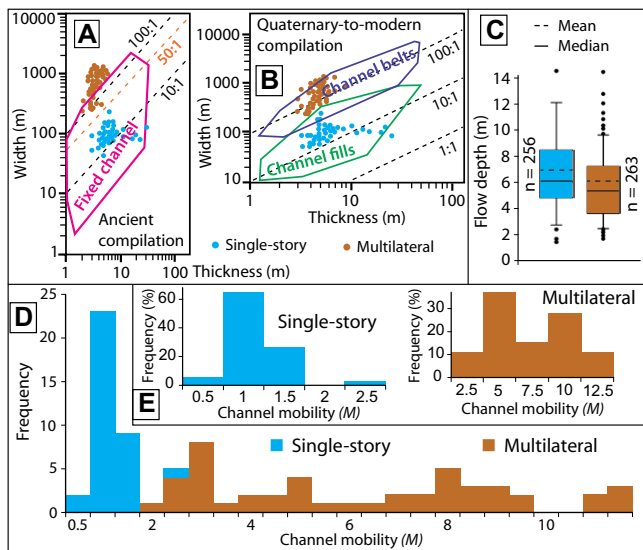 A
100:1
50:1
10:1
10000
1000
100
10
1
Width (m)
Fixed channel
Ancient
compilation
1
10
100
Thickness (m)
Quaternary-to-modern
compilation
B
Channel belts
Channel fills
100:1
10:1
1:1
10000
1000
100
10
Width (m)
1
10
100
Thickness (m)
Single-story
Multilateral
C
Mean
Median
14
12
10
8
6
4
2
0
Flow depth (m)
n = 256
n = 263
D
25
20
15
10
5
0
Frequency
0.5
2
4
6
8
10
Channel mobility (M)
Single-story
Multilateral
E
Frequency (%)
60
40
20
0
Single-story
0.5
1
1.5
2
2.5
Channel mobility (M)
Frequency (%)
30
20
10
0
Multilateral
2.5
5
7.5
10
12.5
Channel mobility (M)